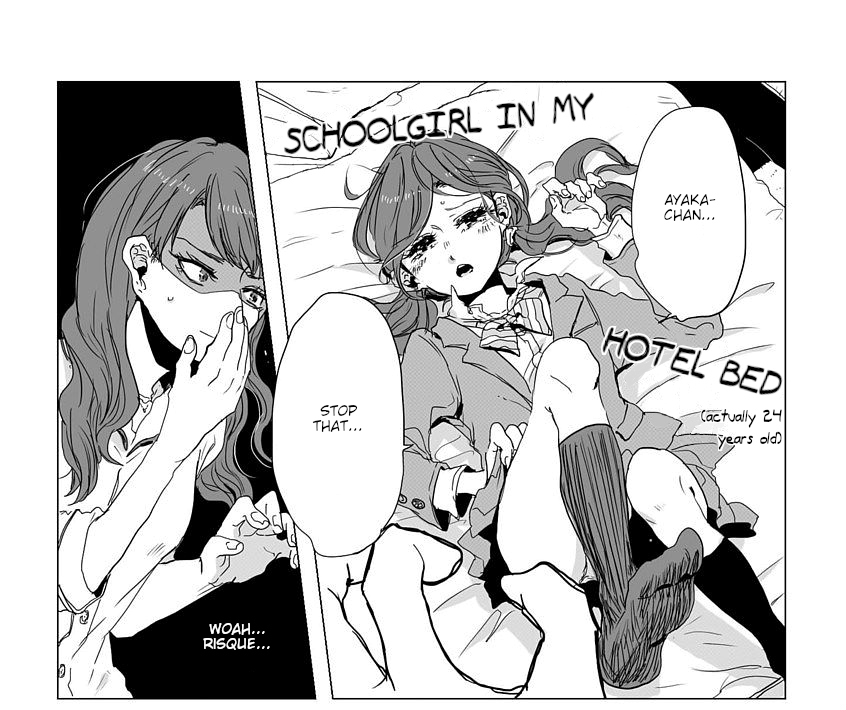 SCHOOLGIRL IN MY
HOTEL BED
(actually 24
years old)
AYAKA-
CHAN...
STOP
THAT...
WOAH...
RISQUE...